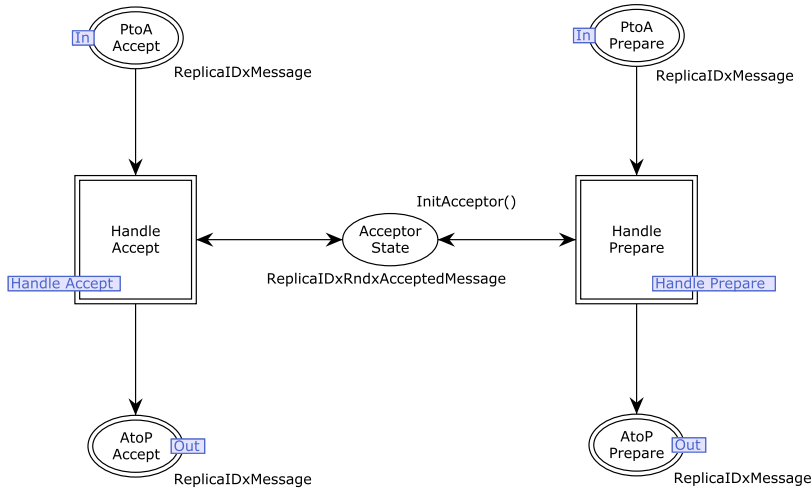 PtoA
Accept
In
ReplicaIDxMessage
PtoA
Prepare
In
ReplicaIDxMessage
Handle
Accept
Handle Accept
InitAcceptor()
Acceptor
State
ReplicaIDxRndxAcceptedMessage
Handle
Prepare
Handle Prepare
AtoP
Accept
Out
ReplicaIDxMessage
AtoP
Prepare
Out
ReplicaIDxMessage